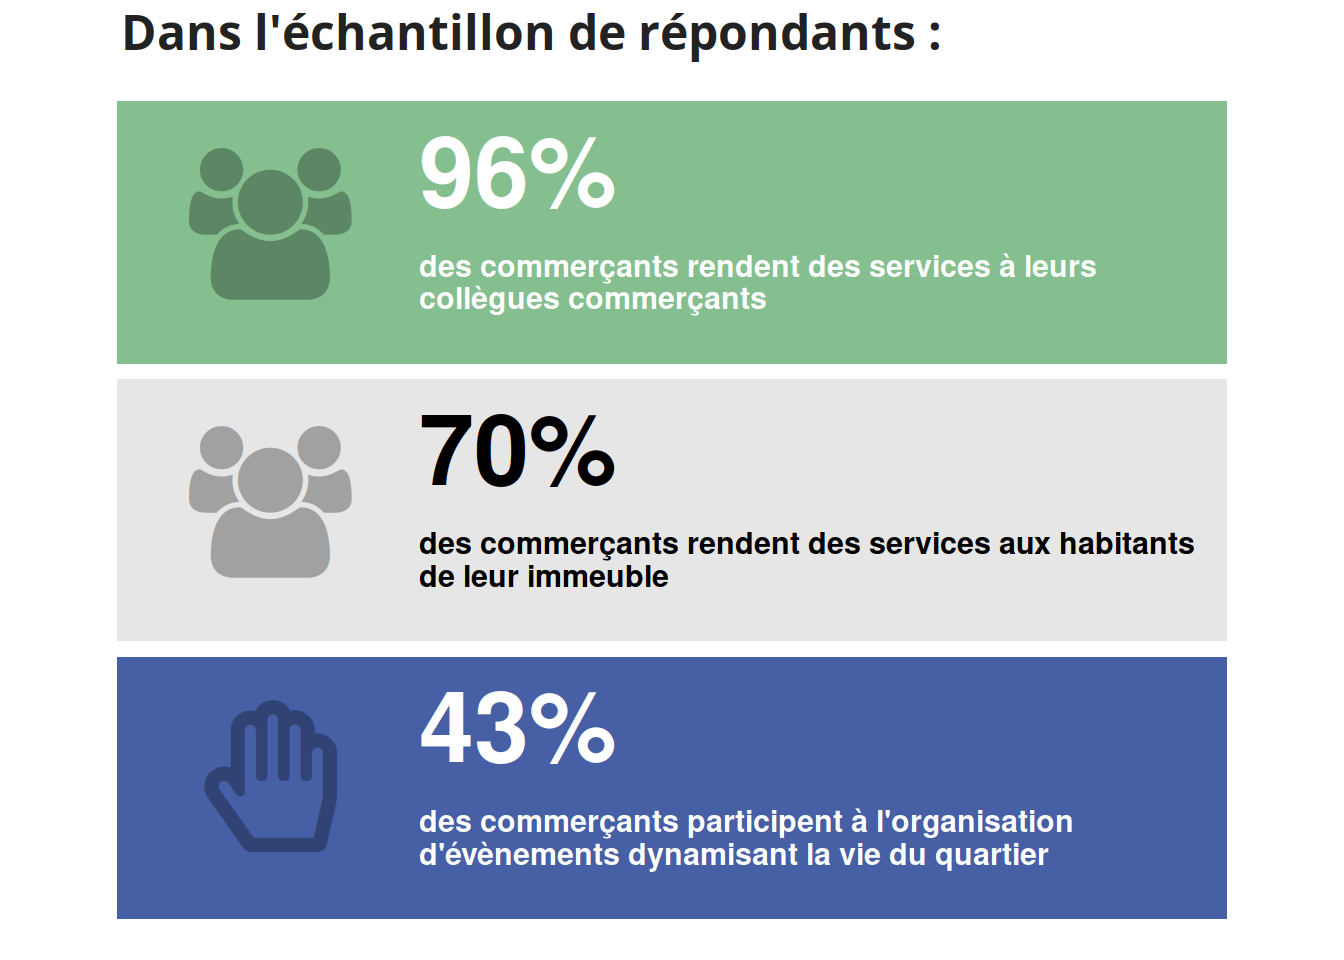 Dans l'échantillon de répondants :
96%
des commerçants rendent des services à leurs
collègues commerçants
70%
des commerçants rendent des services aux habitants
de leur immeuble
43%
des commerçants participent à l'organisation
d'évènements dynamisant la vie du quartier